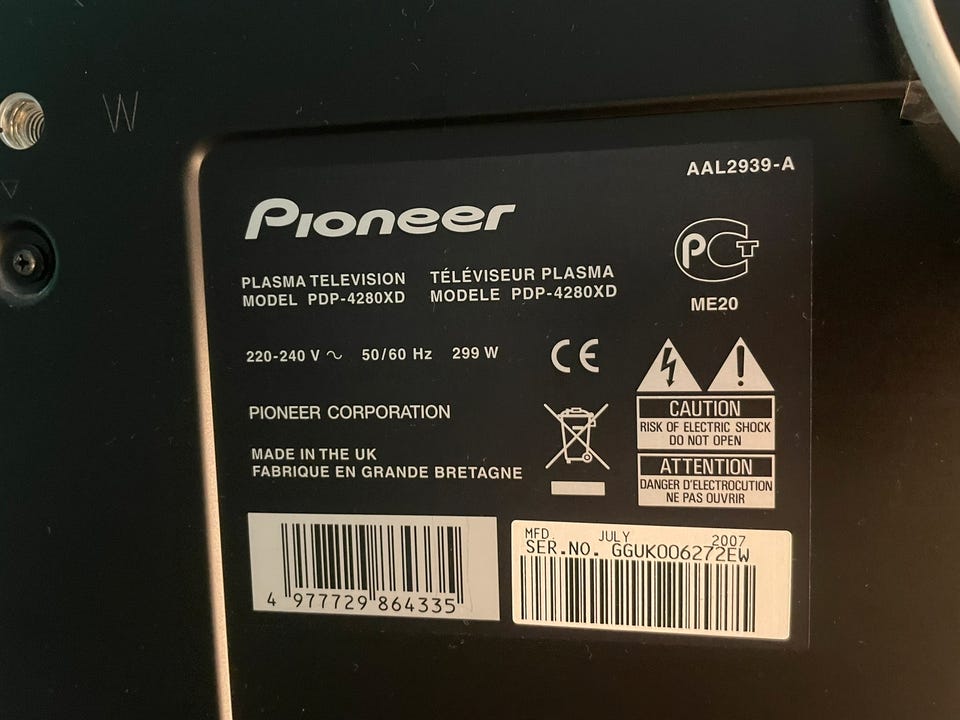 W
AAL2939-A
Pioneer
PLASMA TELEVISION
MODEL PDP-4280XD
TÉLÉVISEUR PLASMA
MODELE PDP-4280XD
PCT
ME20
220-240 V ~ 50/60 Hz 299 W
CE
PIONEER CORPORATION
MADE IN THE UK
FABRIQUE EN GRANDE BRETAGNE
CAUTION
RISK OF ELECTRIC SHOCK
DO NOT OPEN
ATTENTION
DANGER D'ELECTROCUTION
NE PAS OUVRIR
4 977729 864335
MFD. JULY 2007
SER.NO. GGUK006272EW